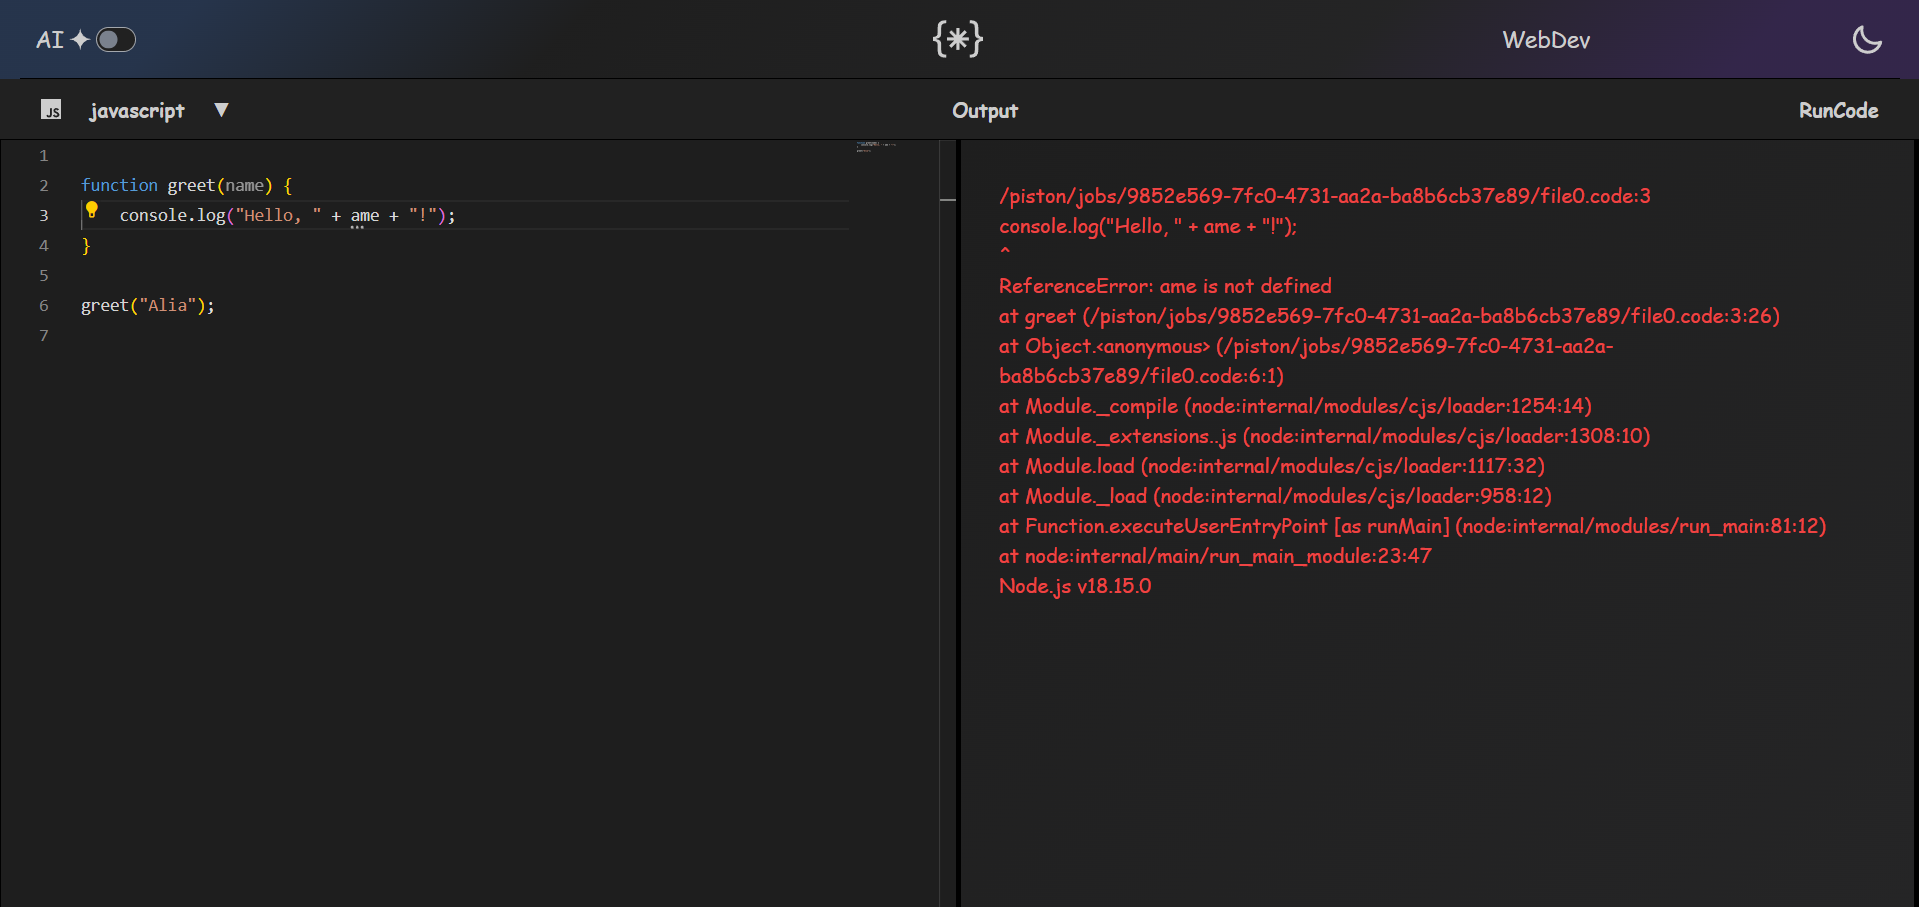 AI
{*}
WebDev
JS javascript ▼
Output
RunCode
1
2 function greet(name) {
3     console.log("Hello, " + ame + "!");
4 }
5
6 greet("Alia");
7
/piston/jobs/9852e569-7fc0-4731-aa2a-ba8b6cb37e89/file0.code:3
console.log("Hello, " + ame + "!");
^
ReferenceError: ame is not defined
at greet (/piston/jobs/9852e569-7fc0-4731-aa2a-ba8b6cb37e89/file0.code:3:26)
at Object.<anonymous> (/piston/jobs/9852e569-7fc0-4731-aa2a-
ba8b6cb37e89/file0.code:6:1)
at Module._compile (node:internal/modules/cjs/loader:1254:14)
at Module._extensions..js (node:internal/modules/cjs/loader:1308:10)
at Module.load (node:internal/modules/cjs/loader:1117:32)
at Module._load (node:internal/modules/cjs/loader:958:12)
at Function.executeUserEntryPoint [as runMain] (node:internal/modules/run_main:81:12)
at node:internal/main/run_main_module:23:47
Node.js v18.15.0